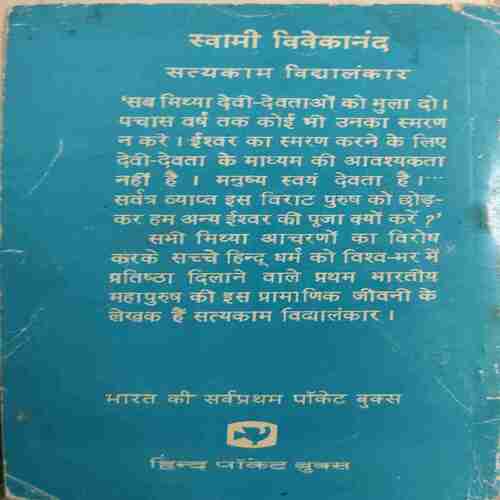 स्वामी विवेकानंद
सत्यकाम विद्यालंकार
'सब मिथ्या देवी-देवताओं को भुला दो।
पचास वर्ष तक कोई भी उनका स्मरण
न करे। ईश्वर का स्मरण करने के लिए
देवी-देवता के माध्यम की आवश्यकता
नहीं है। मनुष्य स्वयं देवता है।...
सर्वत्र व्याप्त इस विराट पुरुष को छोड़-
कर हम अन्य ईश्वर की पूजा क्यों करें?'
सभी मिथ्या आचरणों का विरोध
करके सच्चे हिन्दू धर्म को विश्व-भर में
प्रतिष्ठा दिलाने वाले प्रथम भारतीय
महापुरुष की इस प्रामाणिक जीवनी के
लेखक हैं सत्यकाम विद्यालंकार।
भारत की सर्वप्रथम पॉकेट बुक्स
हिन्द पॉकेट बुक्स